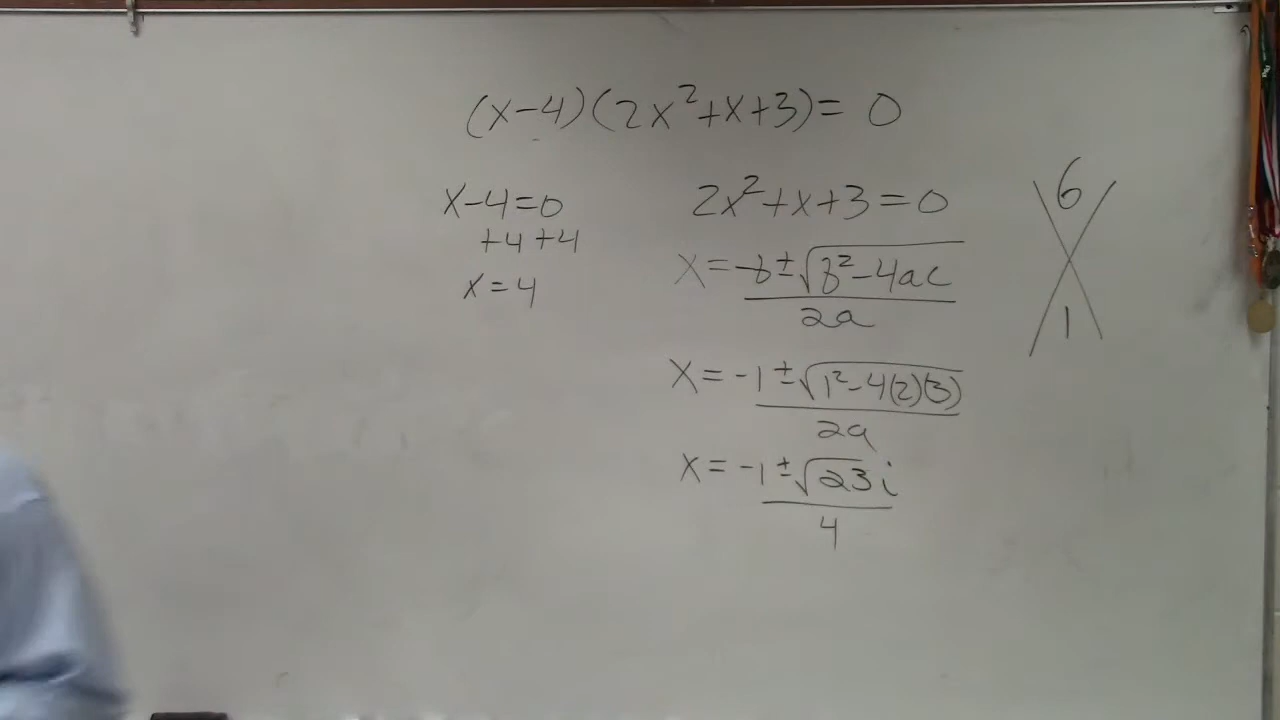 (x-4)(2x²+x+3)= 0
x-4=0
+4 +4
x=4
2x²+x+3=0
x=-b±√b²-4ac
2a
x=-1±√1²-4(2)(3)
2a
x=-1±√23i
4
6
1